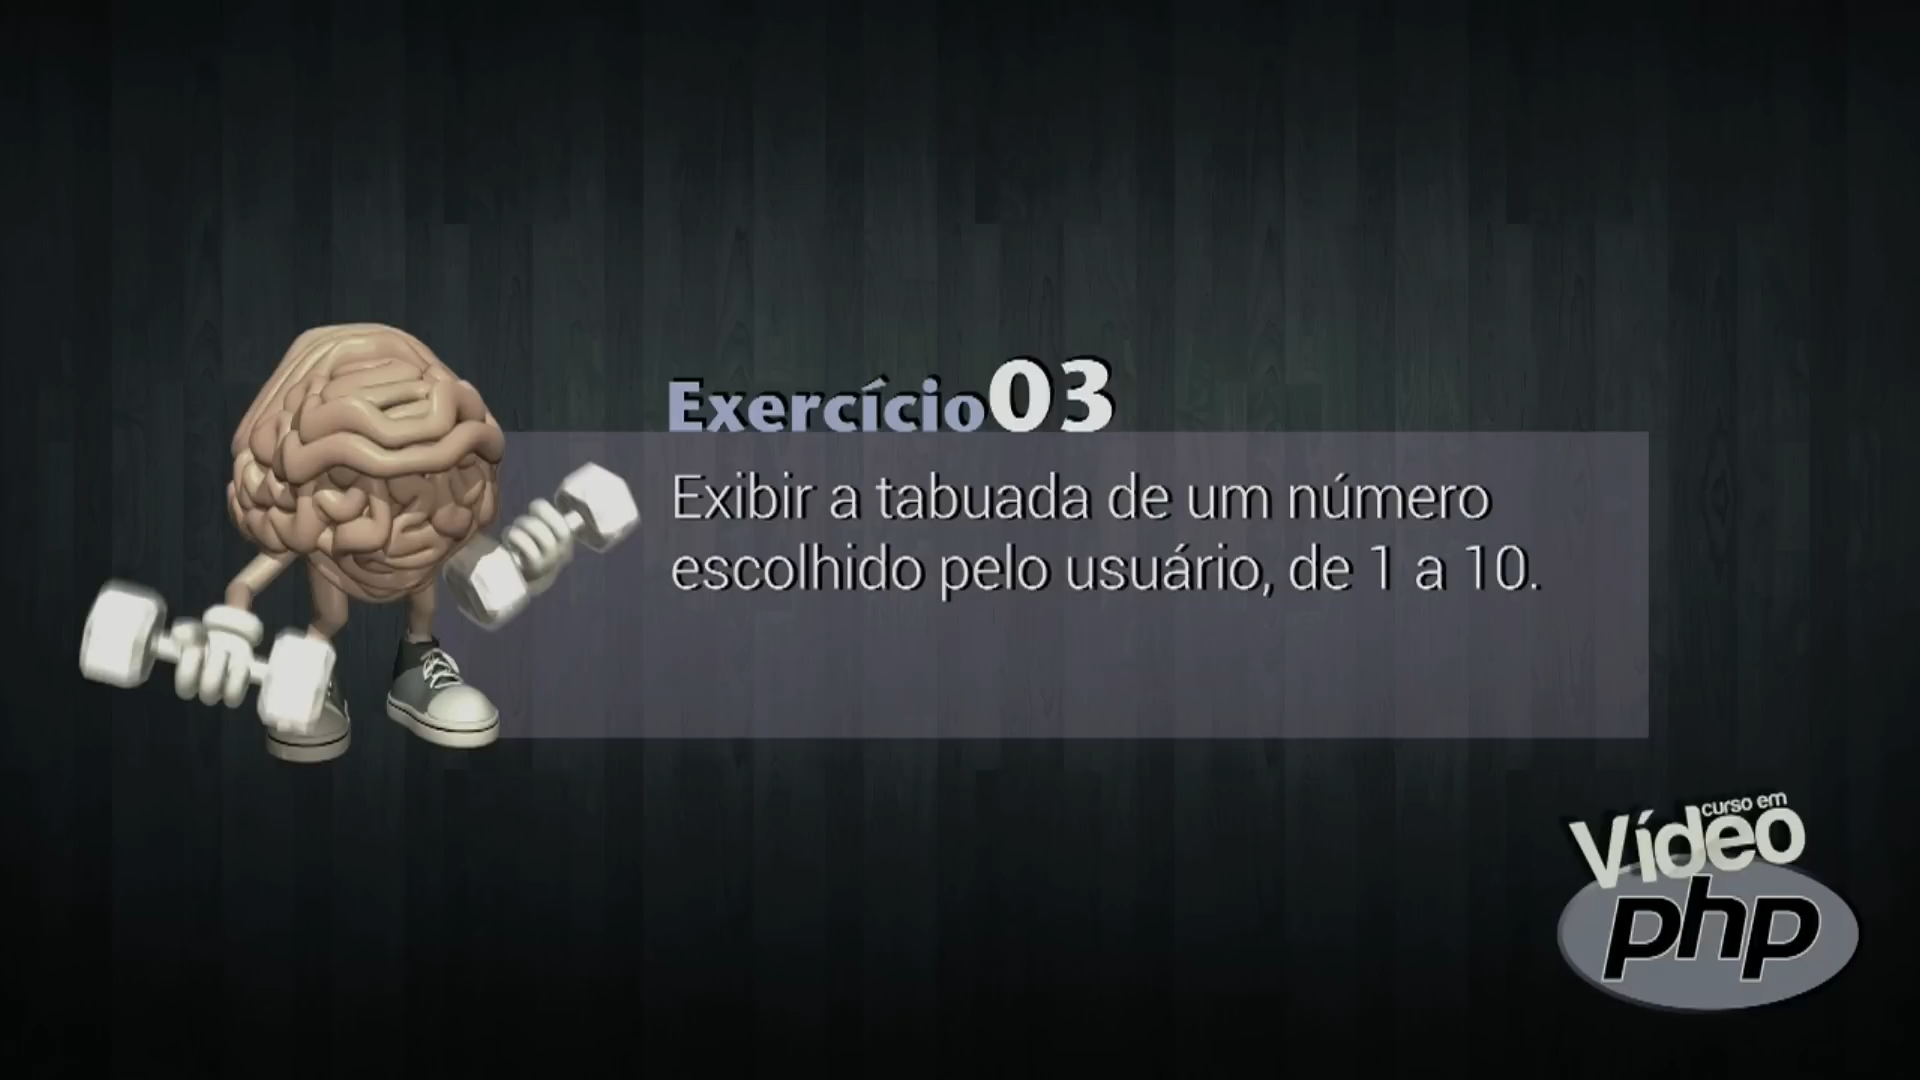 Exercício03
Exibir a tabuada de um número
escolhido pelo usuário, de 1 a 10.
curso em
Vídeo
php